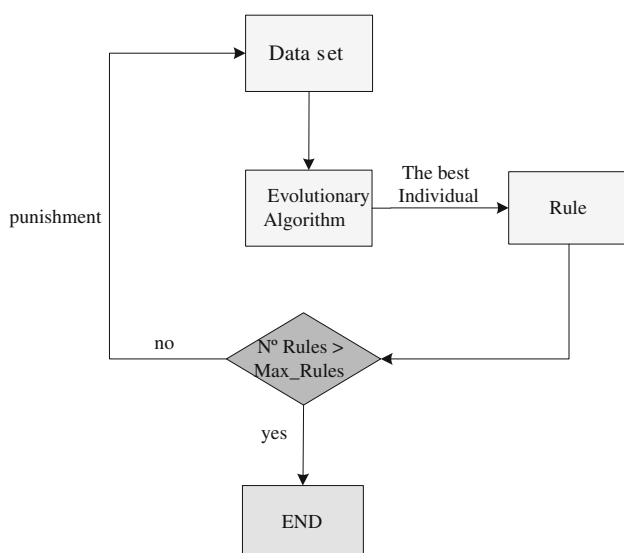 Data set
The best
Individual
Evolutionary
Algorithm
Rule
punishment
no
Nº Rules >
Max_Rules
yes
END